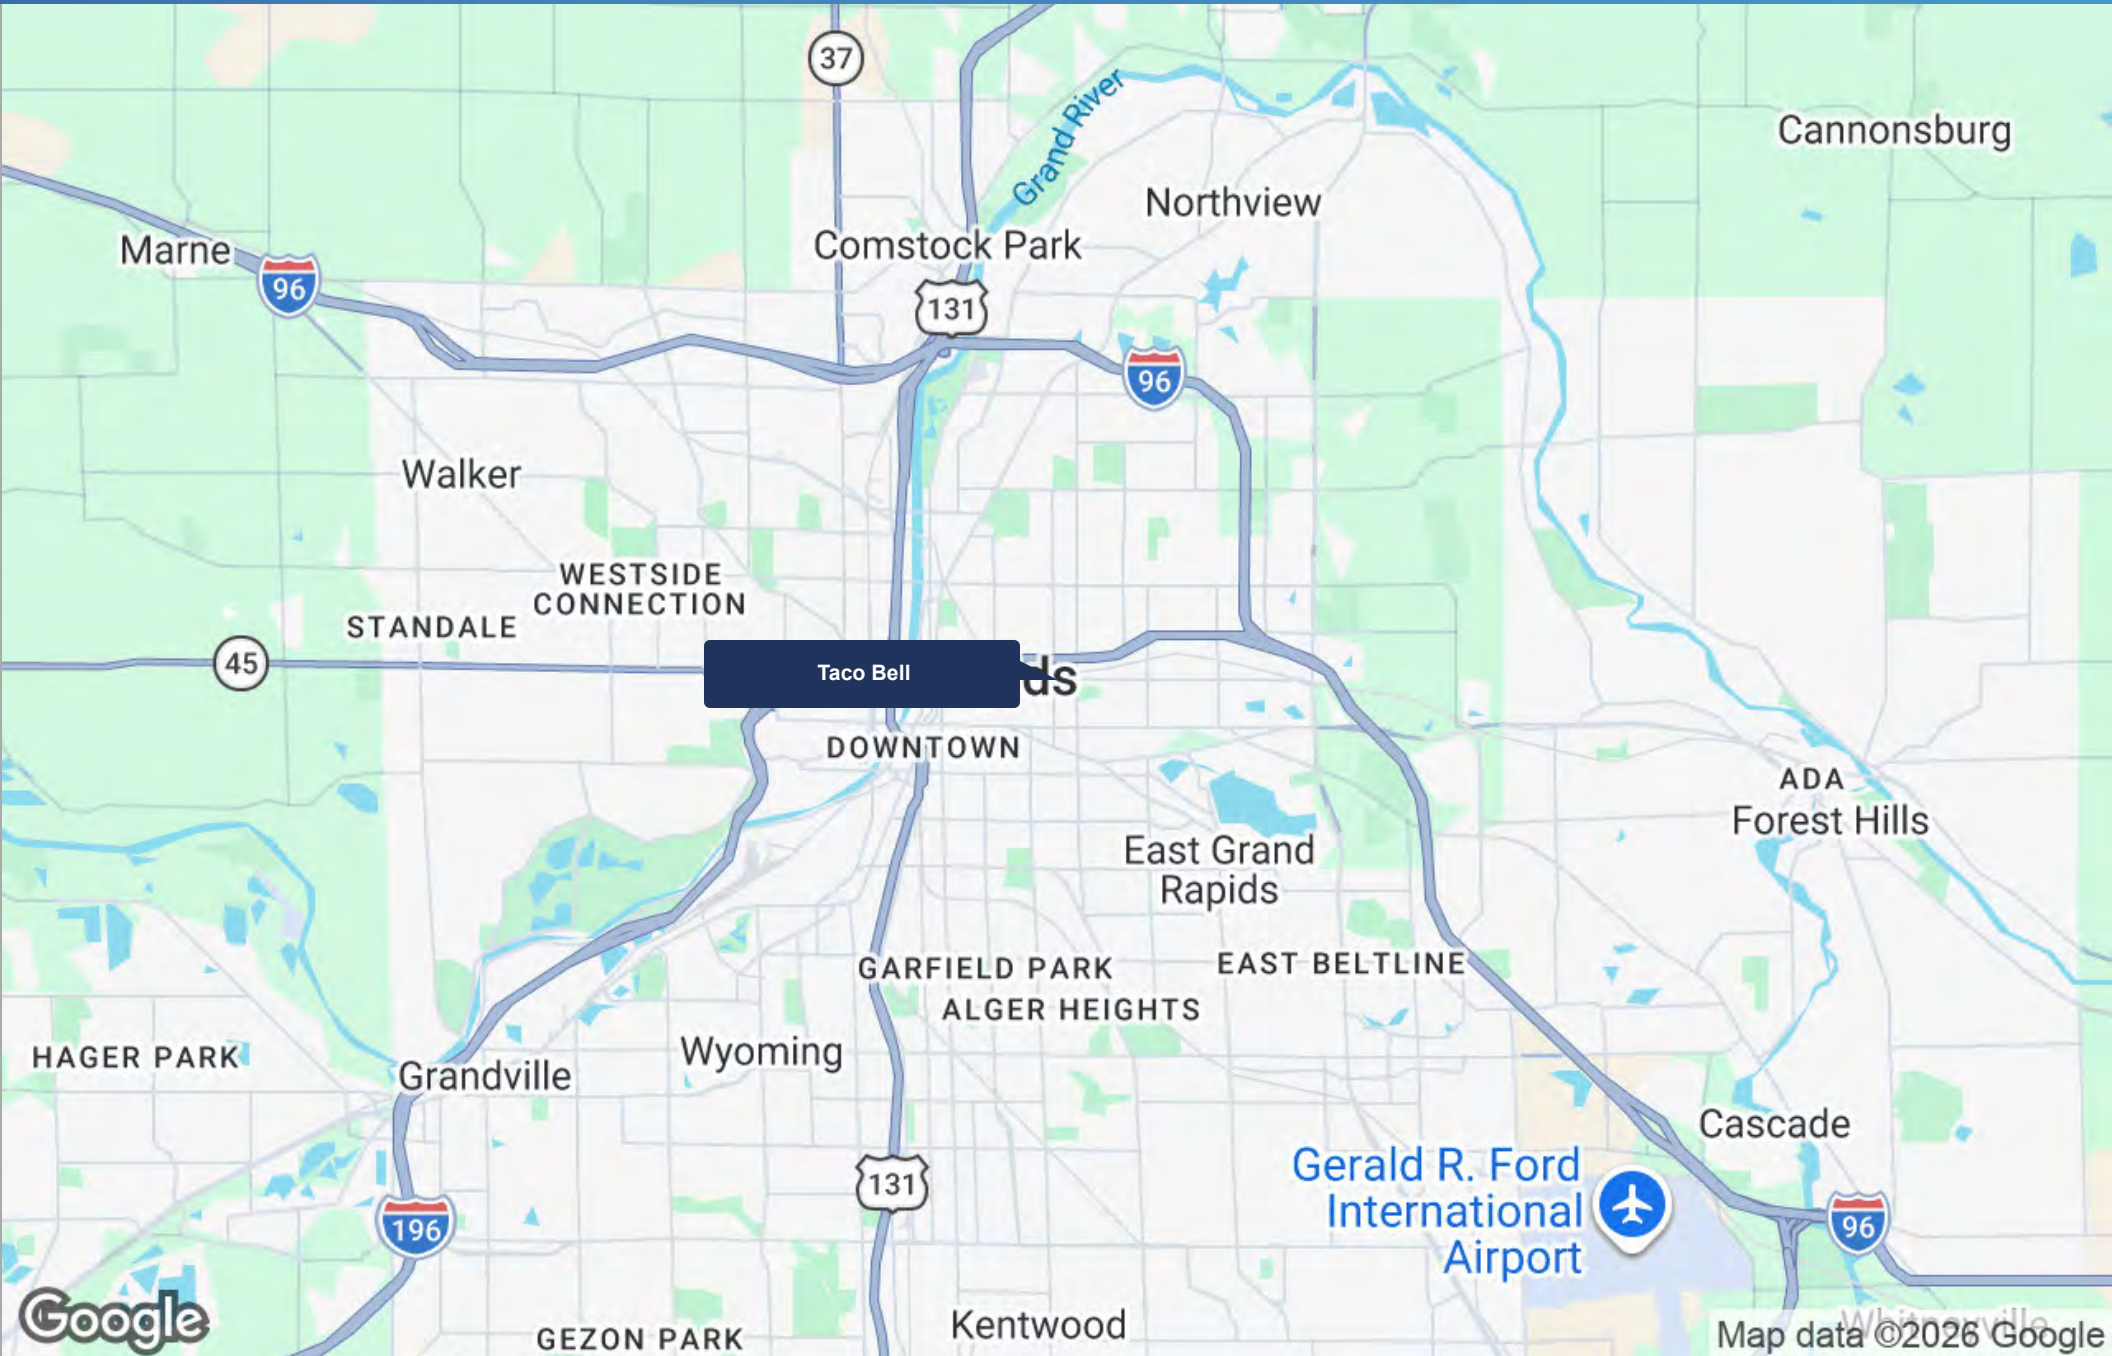 37
Grand River
Cannonsburg
Northview
Marne
Comstock Park
96
131
96
Walker
WESTSIDE
CONNECTION
STANDALE
45
Taco Bell
ds
DOWNTOWN
ADA
Forest Hills
East Grand
Rapids
GARFIELD PARK
EAST BELTLINE
ALGER HEIGHTS
HAGER PARK
Wyoming
Grandville
Cascade
Gerald R. Ford
International
Airport
131
196
96
Google
GEZON PARK
Kentwood
Whitneyville
Map data ©2026 Google